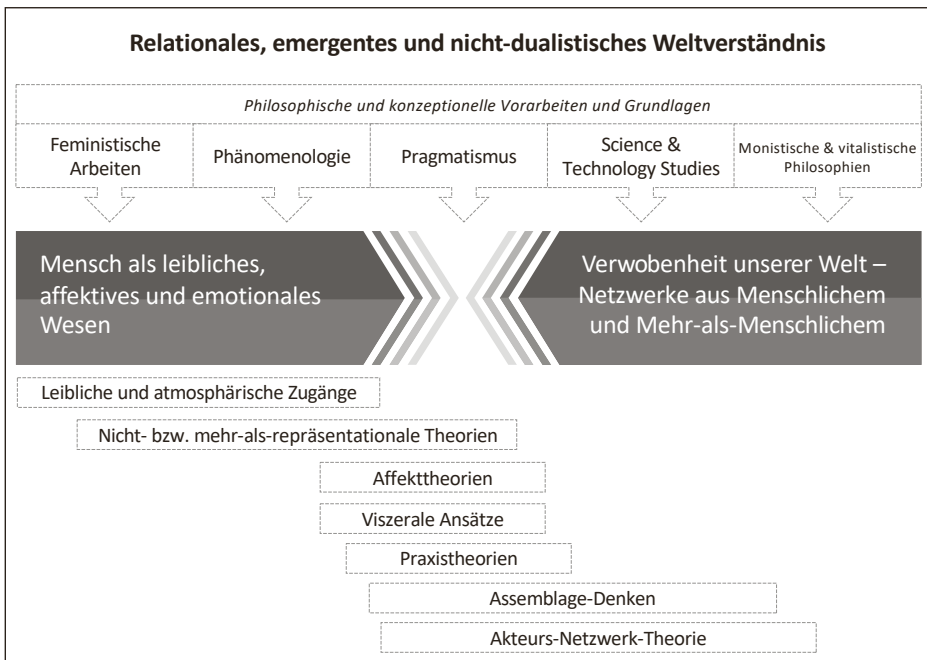 Relationales, emergentes und nicht-dualistisches Weltverständnis
Philosophische und konzeptionelle Vorarbeiten und Grundlagen
Feministische
Arbeiten
Phänomenologie
Pragmatismus
Science &
Technology Studies
Monistische & vitalistische
Philosophien
Mensch als leibliches,
affektives und emotionales
Wesen
Verwobenheit unserer Welt –
Netzwerke aus Menschlichem
und Mehr-als-Menschlichem
Leibliche und atmosphärische Zugänge
Nicht- bzw. mehr-als-repräsentationale Theorien
Affekttheorien
Viszerale Ansätze
Praxistheorien
Assemblage-Denken
Akteurs-Netzwerk-Theorie